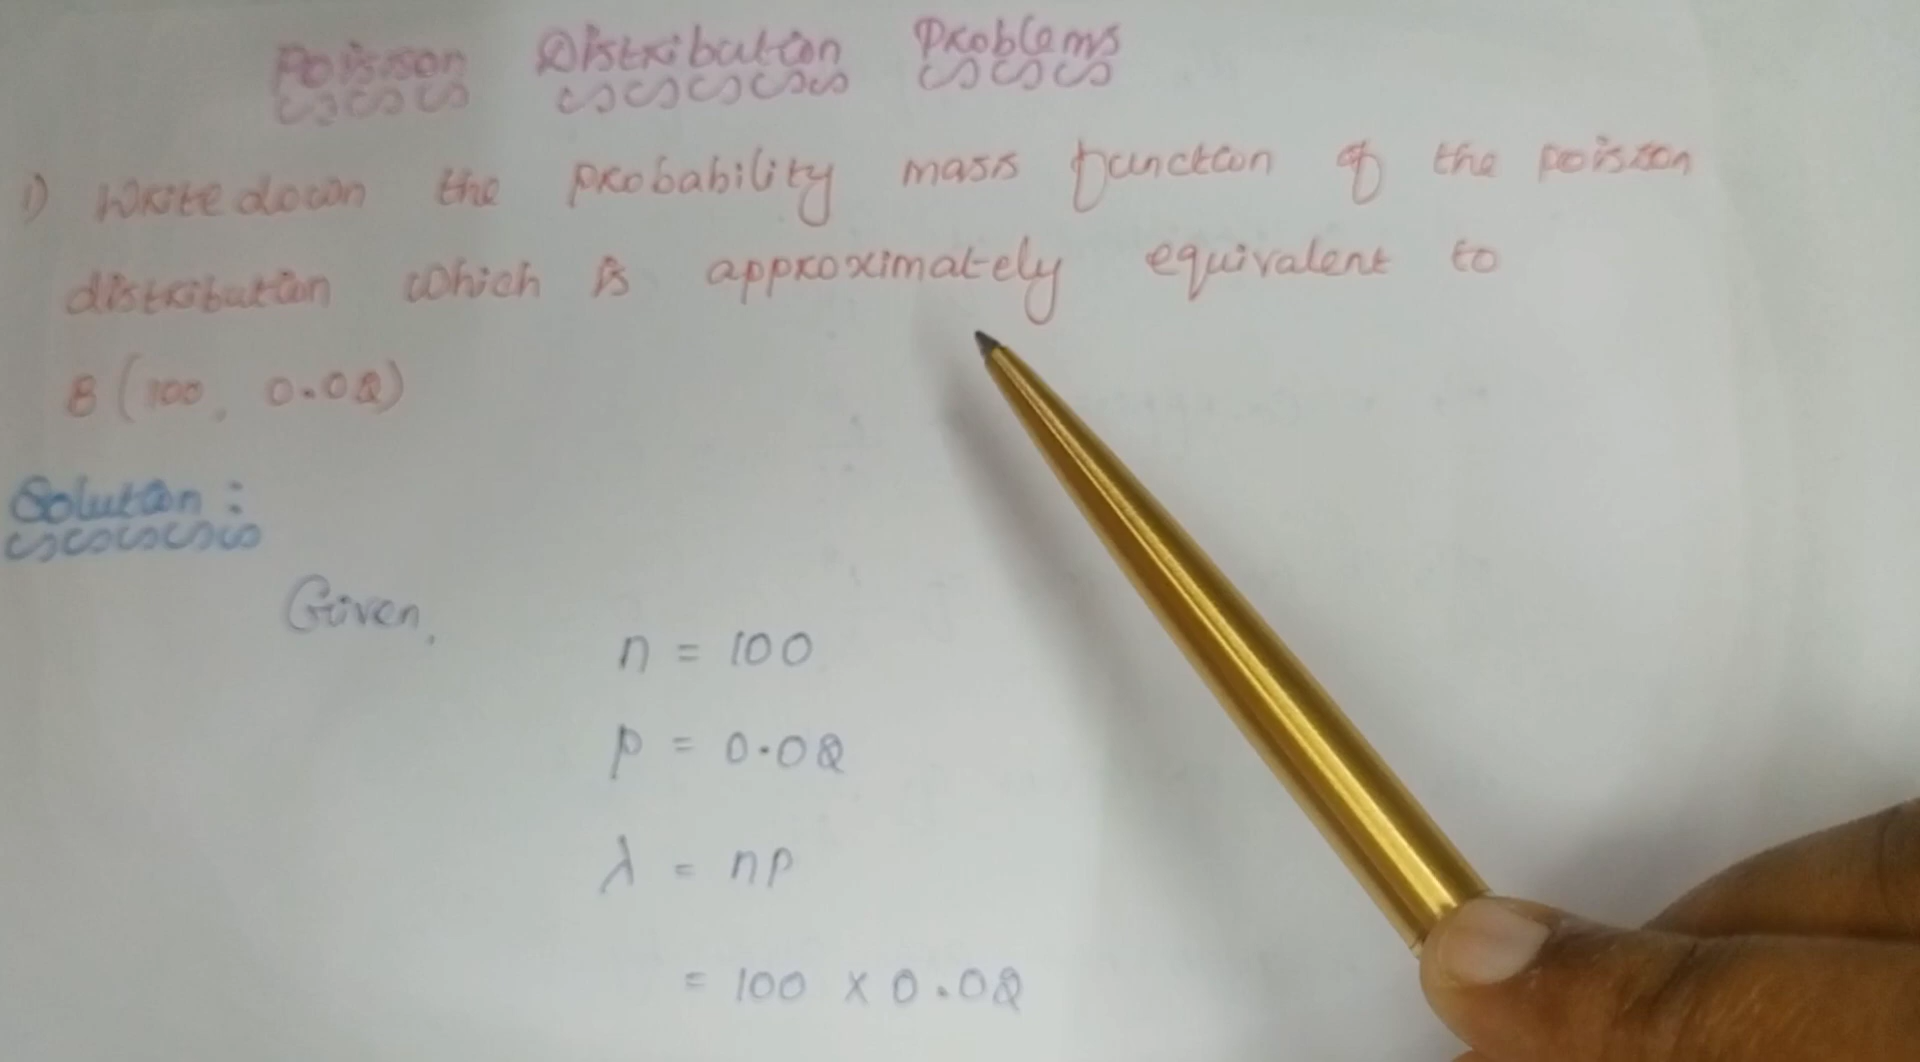 Poisson Distribution Problems
1) Write down the probability mass function of the poisson
distribution which is approximately equivalent to
B (100, 0.02)
Solution :
Given,
n = 100
p = 0.02
λ = np
= 100 x 0.02